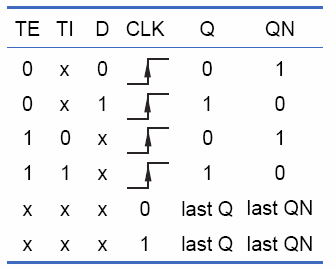 TE TI D CLK Q QN
0 x 0 0 1
0 x 1 1 0
1 0 x 0 1
1 1 x 1 0
x x x 0 last Q last QN
x x x 1 last Q last QN